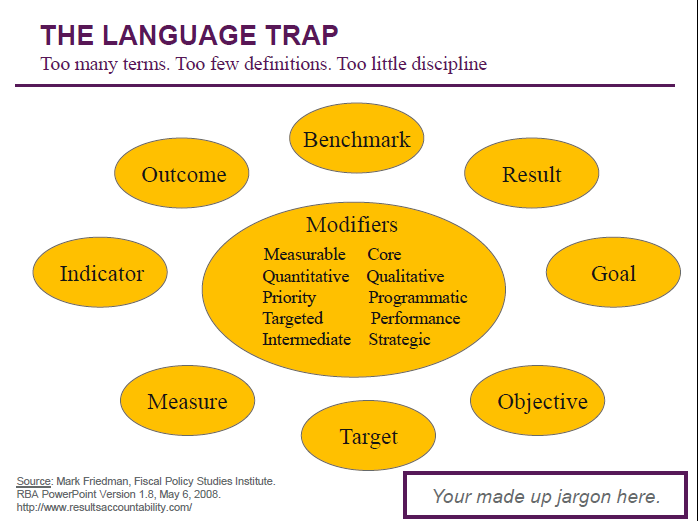 THE LANGUAGE TRAP
Too many terms. Too few definitions. Too little discipline
Benchmark
Outcome
Result
Modifiers
Measurable Core
Quantitative Qualitative
Priority Programmatic
Targeted Performance
Intermediate Strategic
Indicator
Goal
Measure
Objective
Target
Source: Mark Friedman, Fiscal Policy Studies Institute.
RBA PowerPoint Version 1.8, May 6, 2008.
http://www.resultsaccountability.com/
Your made up jargon here.